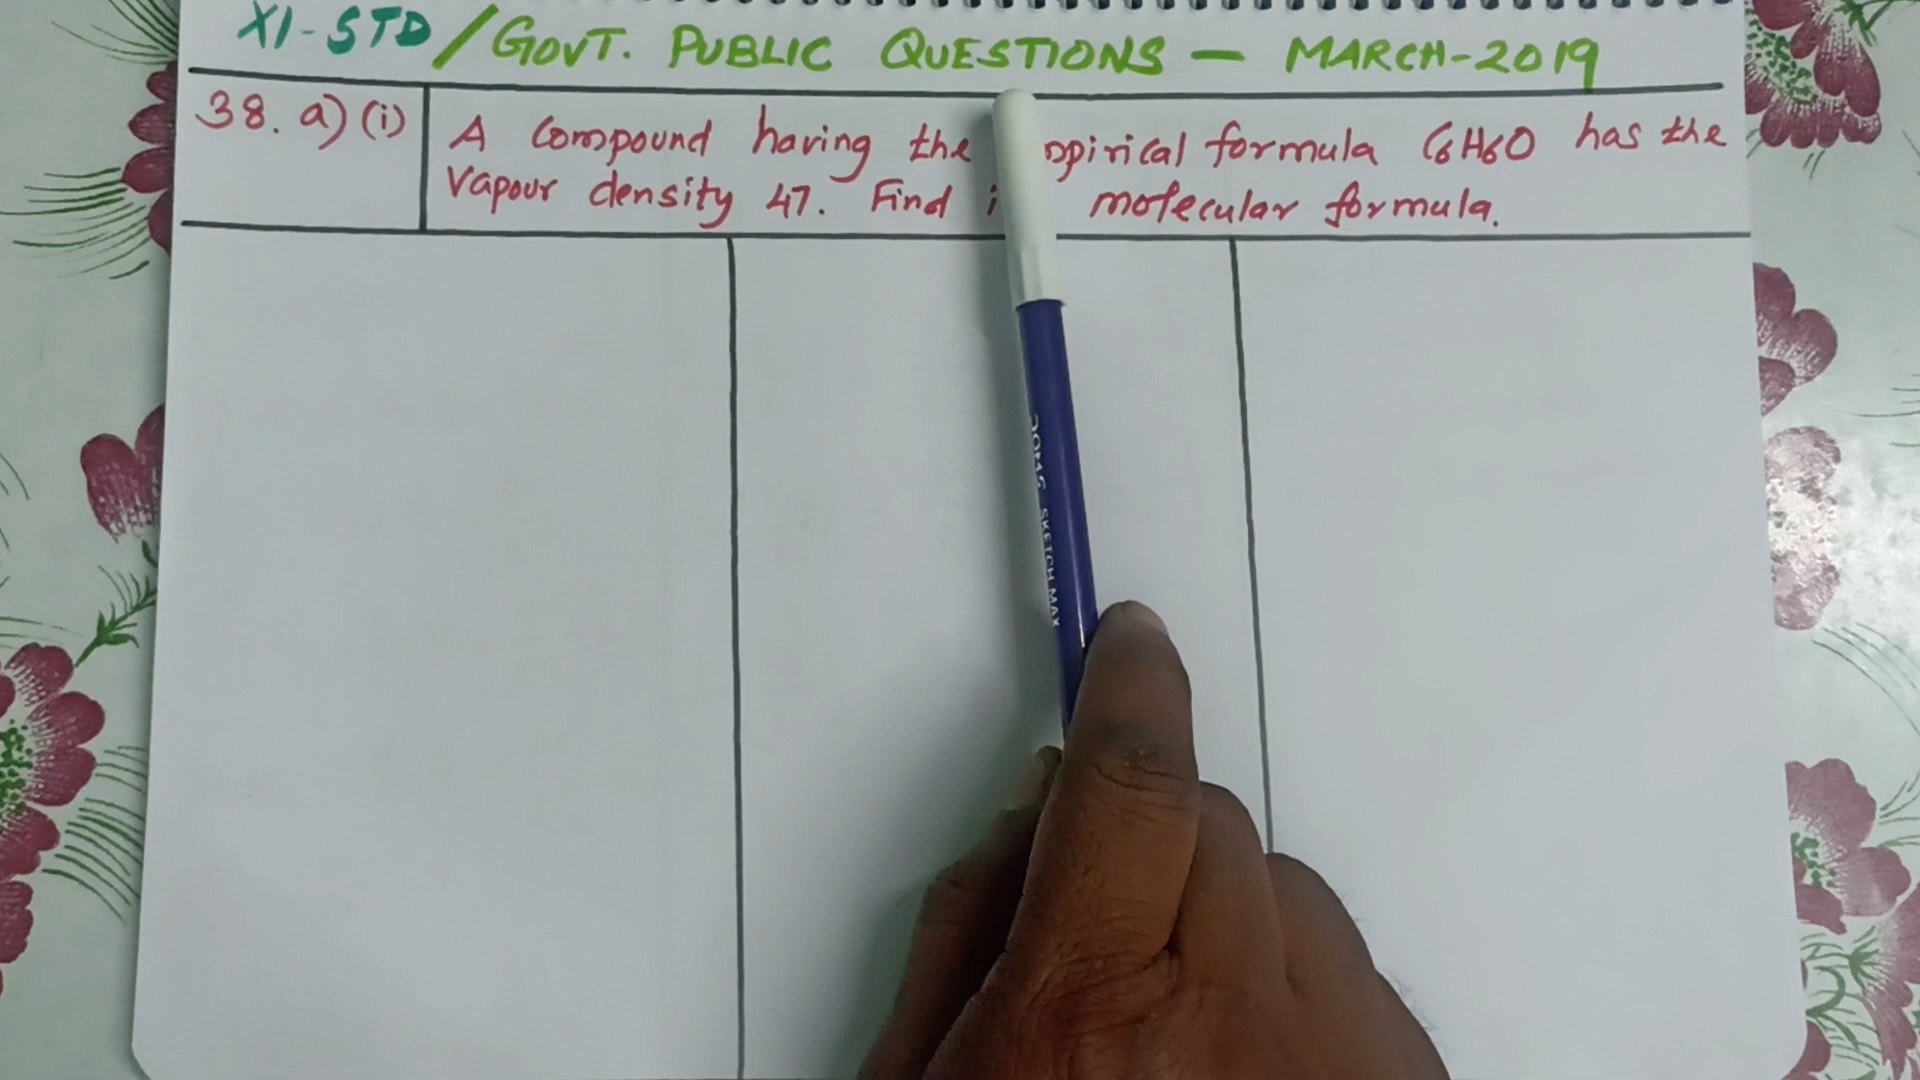 XI-STD / GOVT. PUBLIC QUESTIONS — MARCH-2019
38. a) (i)
A compound having the formula C6H6O has the
Vapour density 47. Find molecular formula.
DOMS SKETCH MAX